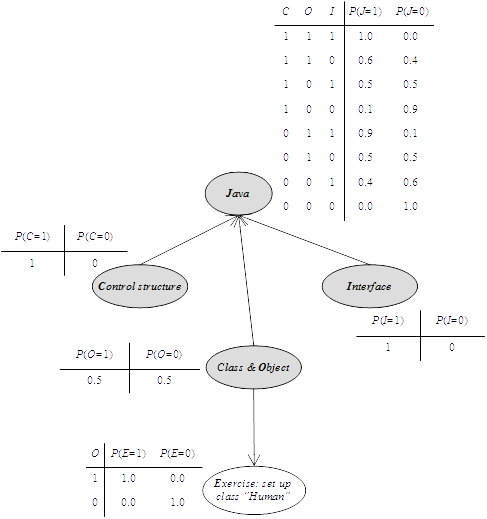 C O I P(J=1) P(J=0)
1 1 1 1.0 0.0
1 1 0 0.6 0.4
1 0 1 0.5 0.5
1 0 0 0.1 0.9
0 1 1 0.9 0.1
0 1 0 0.5 0.5
0 0 1 0.4 0.6
0 0 0 0.0 1.0
Java
P(C=1) P(C=0)
1 0
Control structure
Interface
P(I=1) P(I=0)
1 0
P(O=1) P(O=0)
0.5 0.5
Class & Object
O P(E=1) P(E=0)
1 1.0 0.0
0 0.0 1.0
Exercise: set up
class "Human"